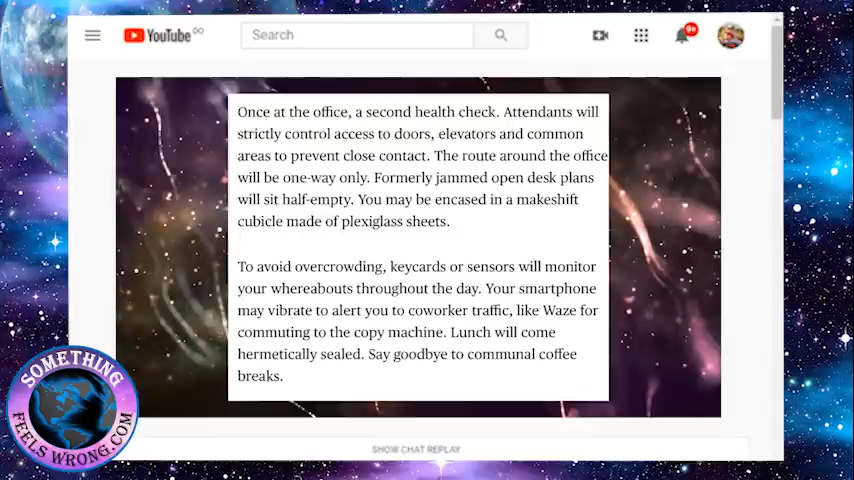 YouTube
Search
9+
Once at the office, a second health check. Attendants will
strictly control access to doors, elevators and common
areas to prevent close contact. The route around the office
will be one-way only. Formerly jammed open desk plans
will sit half-empty. You may be encased in a makeshift
cubicle made of plexiglass sheets.
To avoid overcrowding, keycards or sensors will monitor
your whereabouts throughout the day. Your smartphone
may vibrate to alert you to coworker traffic, like Waze for
commuting to the copy machine. Lunch will come
hermetically sealed. Say goodbye to communal coffee
breaks.
SOMETHING
FEELS WRONG.COM
SHOW CHAT REPLAY